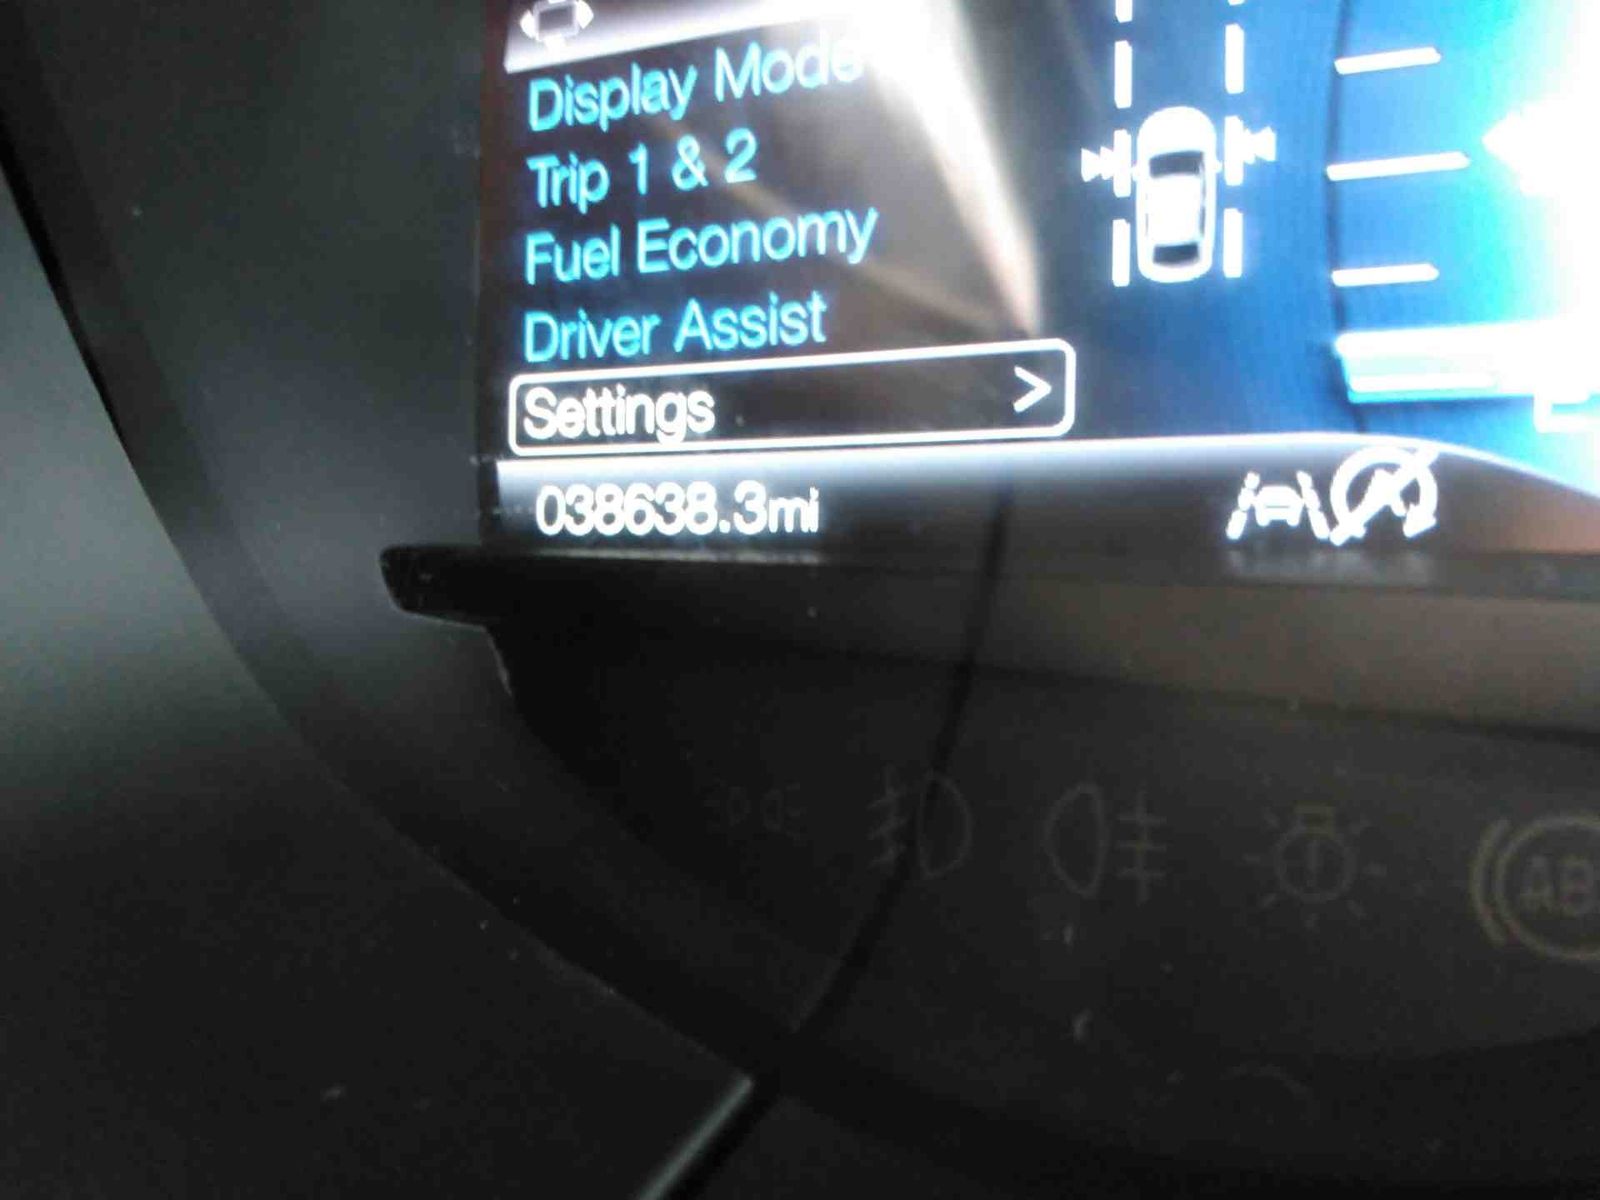 Display Mode
Trip 1 & 2
Fuel Economy
Driver Assist
Settings >
038638.3mi